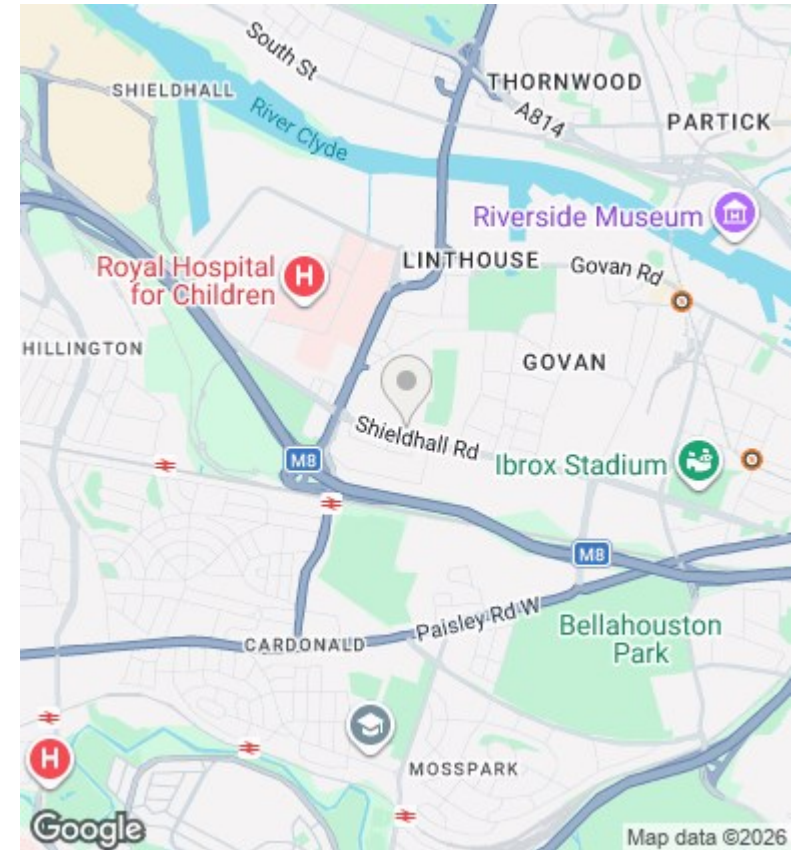 South St
SHIELDHALL
THORNWOOD
A814
PARTICK
River Clyde
Riverside Museum
LINTHOUSE
Govan Rd
Royal Hospital
for Children
H
HILLINGTON
GOVAN
Shieldhall Rd
M8
Ibrox Stadium
M8
Paisley Rd W
Bellahouston
Park
CARDONALD
H
MOSSPARK
Google
Map data ©2026